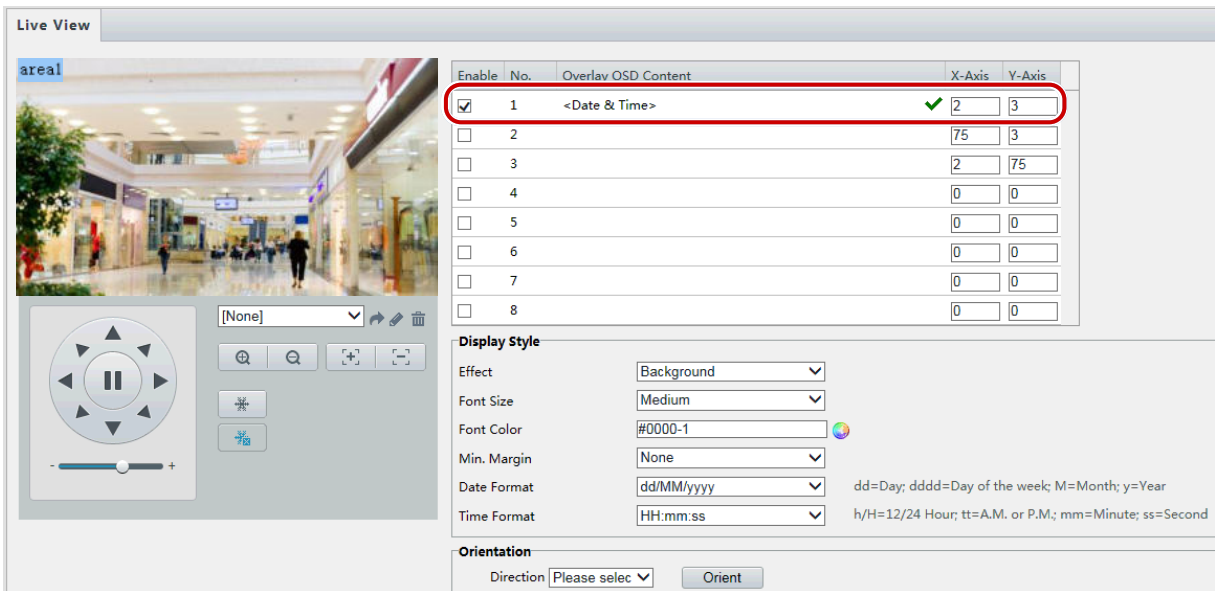 Live View
area1
Enable No. Overlay OSD Content X-Axis Y-Axis
1 <Date & Time> 2 3
2 75 3
3 2 75
4 0 0
5 0 0
6 0 0
7 0 0
8 0 0
[None]
- +
Display Style
Effect Background
Font Size Medium
Font Color #0000-1
Min. Margin None
Date Format dd/MM/yyyy dd=Day; dddd=Day of the week; M=Month; y=Year
Time Format HH:mm:ss h/H=12/24 Hour; tt=A.M. or P.M.; mm=Minute; ss=Second
Orientation
Direction Please selec Orient